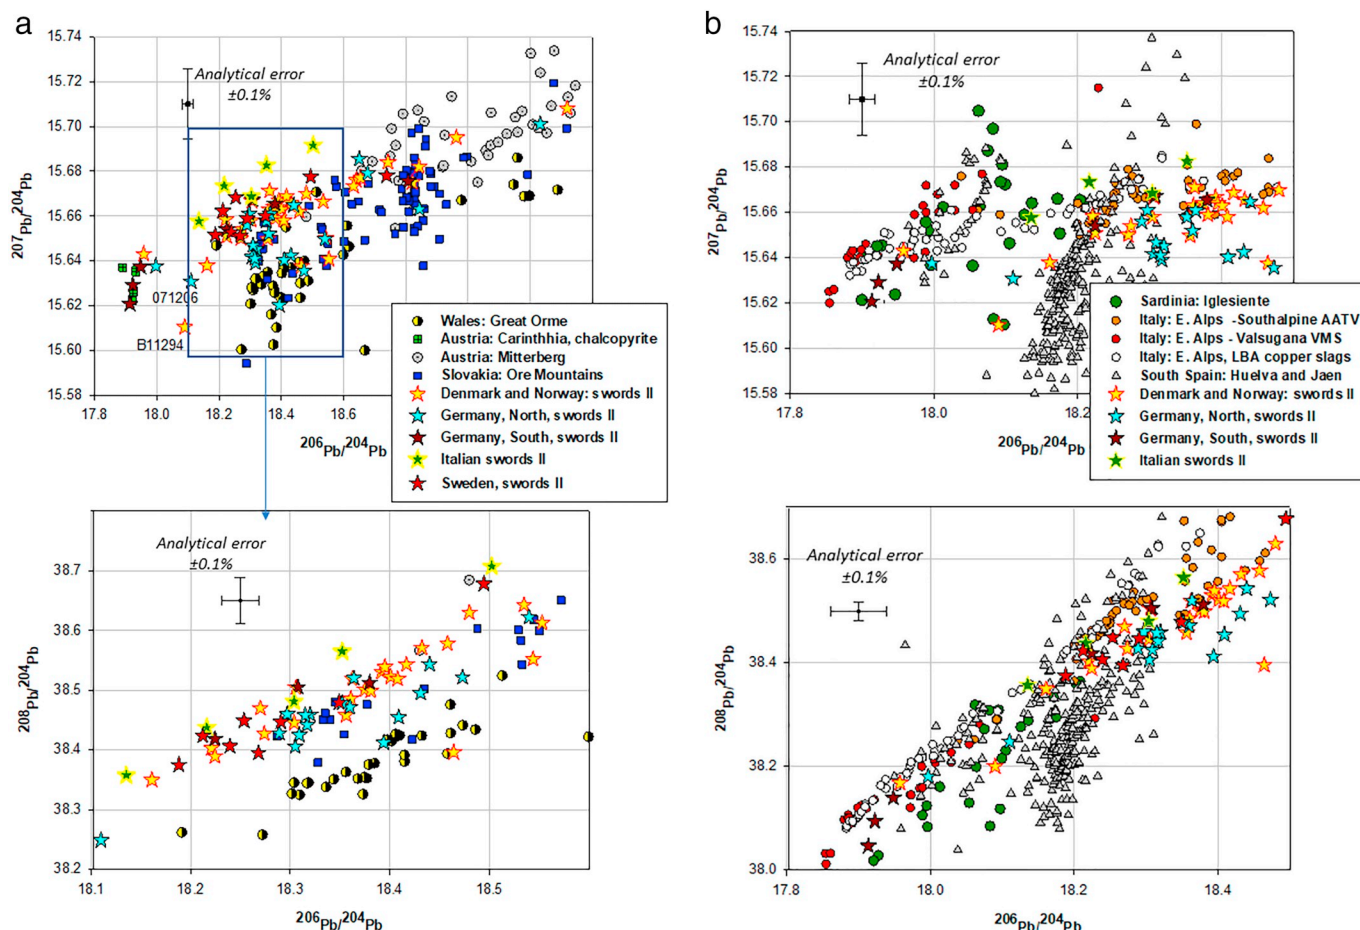 a
15.74
15.72
15.70
15.68
15.66
15.64
15.62
15.60
15.58
207Pb/204Pb
Analytical error
±0.1%
071206
B11294
17.8
18.0
18.2
18.4
18.6
206Pb/204Pb
Wales: Great Orme
Austria: Carinthhia, chalcopyrite
Austria: Mitterberg
Slovakia: Ore Mountains
Denmark and Norway: swords II
Germany, North, swords II
Germany, South, swords II
Italian swords II
Sweden, swords II
Analytical error
±0.1%
38.7
38.6
38.5
38.4
38.3
38.2
208Pb/204Pb
18.1
18.2
18.3
18.4
18.5
206Pb/204Pb
b
15.74
15.72
15.70
15.68
15.66
15.64
15.62
15.60
15.58
207Pb/204Pb
Analytical error
±0.1%
17.8
18.0
18.2
206Pb/204Pb
Sardinia: Iglesiente
Italy: E. Alps -Southalpine AATV
Italy: E. Alps - Valsugana VMS
Italy: E. Alps, LBA copper slags
South Spain: Huelva and Jaen
Denmark and Norway: swords II
Germany, North, swords II
Germany, South, swords II
Italian swords II
Analytical error
±0.1%
38.6
38.4
38.2
38.0
208Pb/204Pb
17.8
18.0
18.2
18.4
206Pb/204Pb